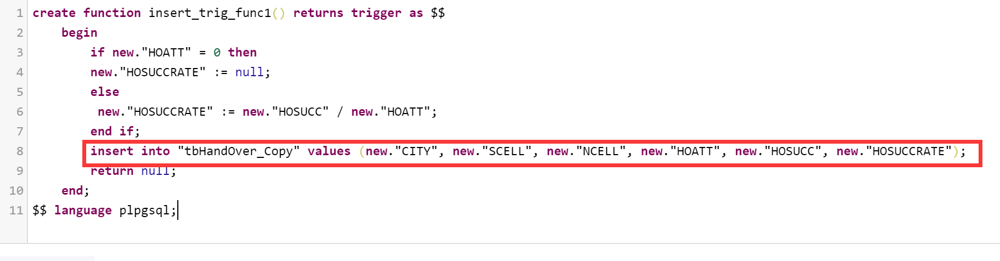 1 create function insert_trig_func1() returns trigger as $$
2 begin
3 if new."HOATT" = 0 then
4 new."HOSUCCRATE" := null;
5 else
6 new."HOSUCCRATE" := new."HOSUCC" / new."HOATT";
7 end if;
8 insert into "tbHandOver_Copy" values (new."CITY", new."SCELL", new."NCELL", new."HOATT", new."HOSUCC", new."HOSUCCRATE");
9 return null;
10 end;
11 $$ language plpgsql;